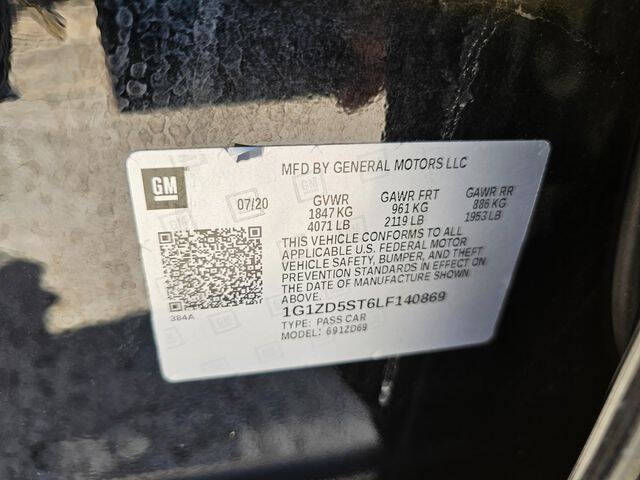 MFD BY GENERAL MOTORS LLC
GM
07/20
GVWR GAWR FRT GAWR RR
1847 KG 961 KG 886 KG
4071 LB 2119 LB 1953 LB
THIS VEHICLE CONFORMS TO ALL
APPLICABLE U.S. FEDERAL MOTOR
VEHICLE SAFETY, BUMPER, AND THEFT
PREVENTION STANDARDS IN EFFECT ON
THE DATE OF MANUFACTURE SHOWN
ABOVE.
384A
1G1ZD5ST6LF140869
TYPE: PASS CAR
MODEL: 691ZD69